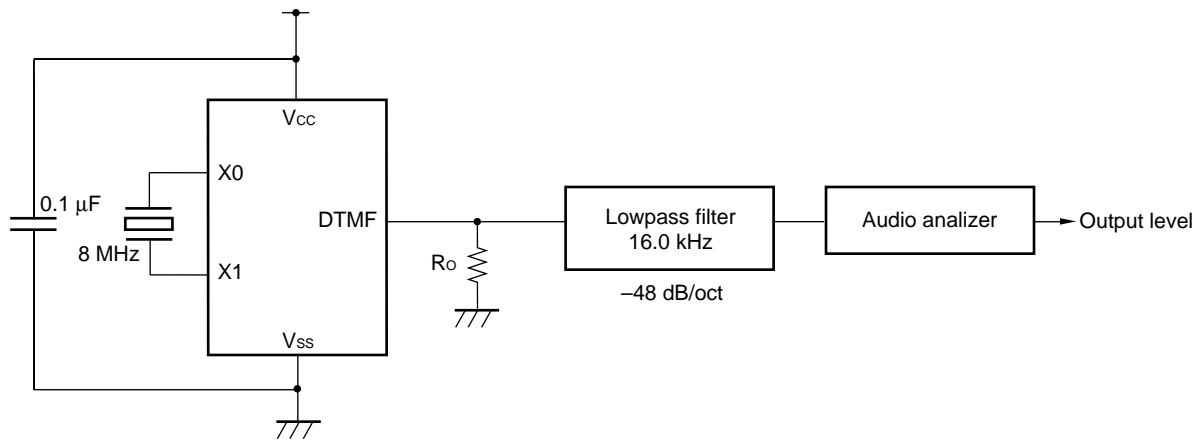 VCC
X0
0.1 μF
DTMF
Lowpass filter
16.0 kHz
Audio analizer
Output level
8 MHz
X1
RO
–48 dB/oct
VSS